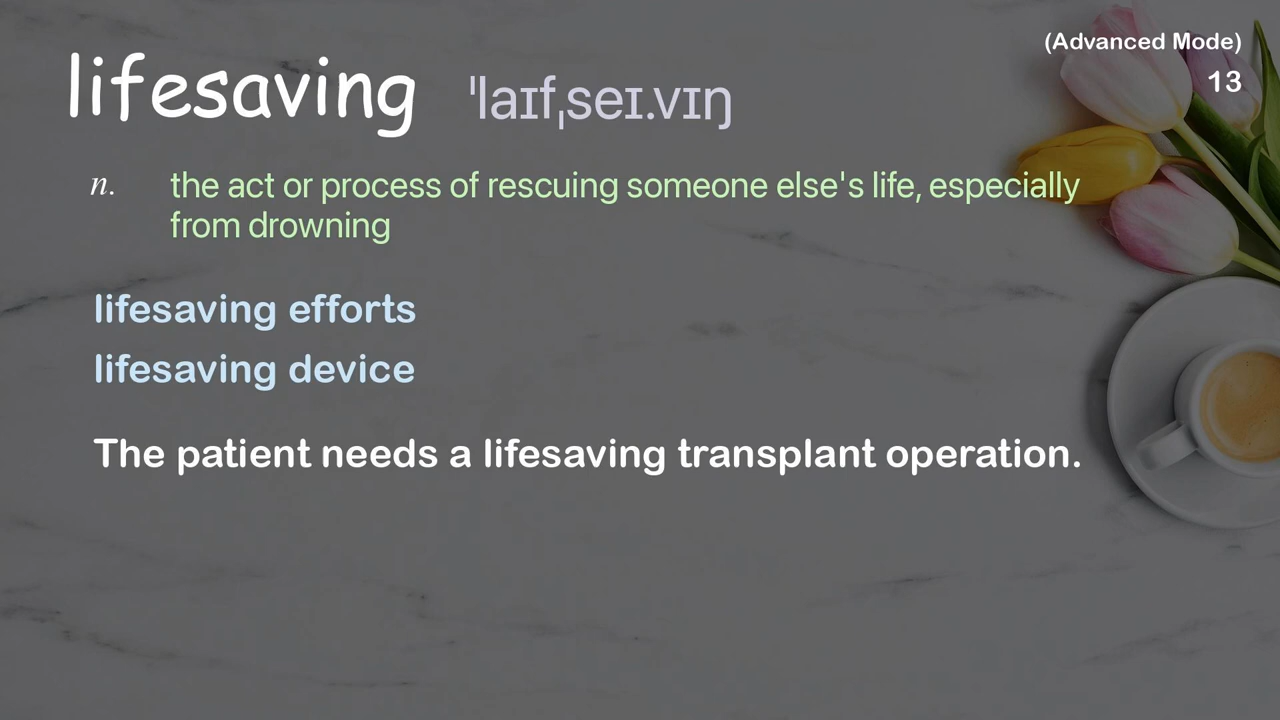 (Advanced Mode)
13
lifesaving ˈlaɪfˌseɪ.vɪŋ
n. the act or process of rescuing someone else's life, especially
from drowning
lifesaving efforts
lifesaving device
The patient needs a lifesaving transplant operation.